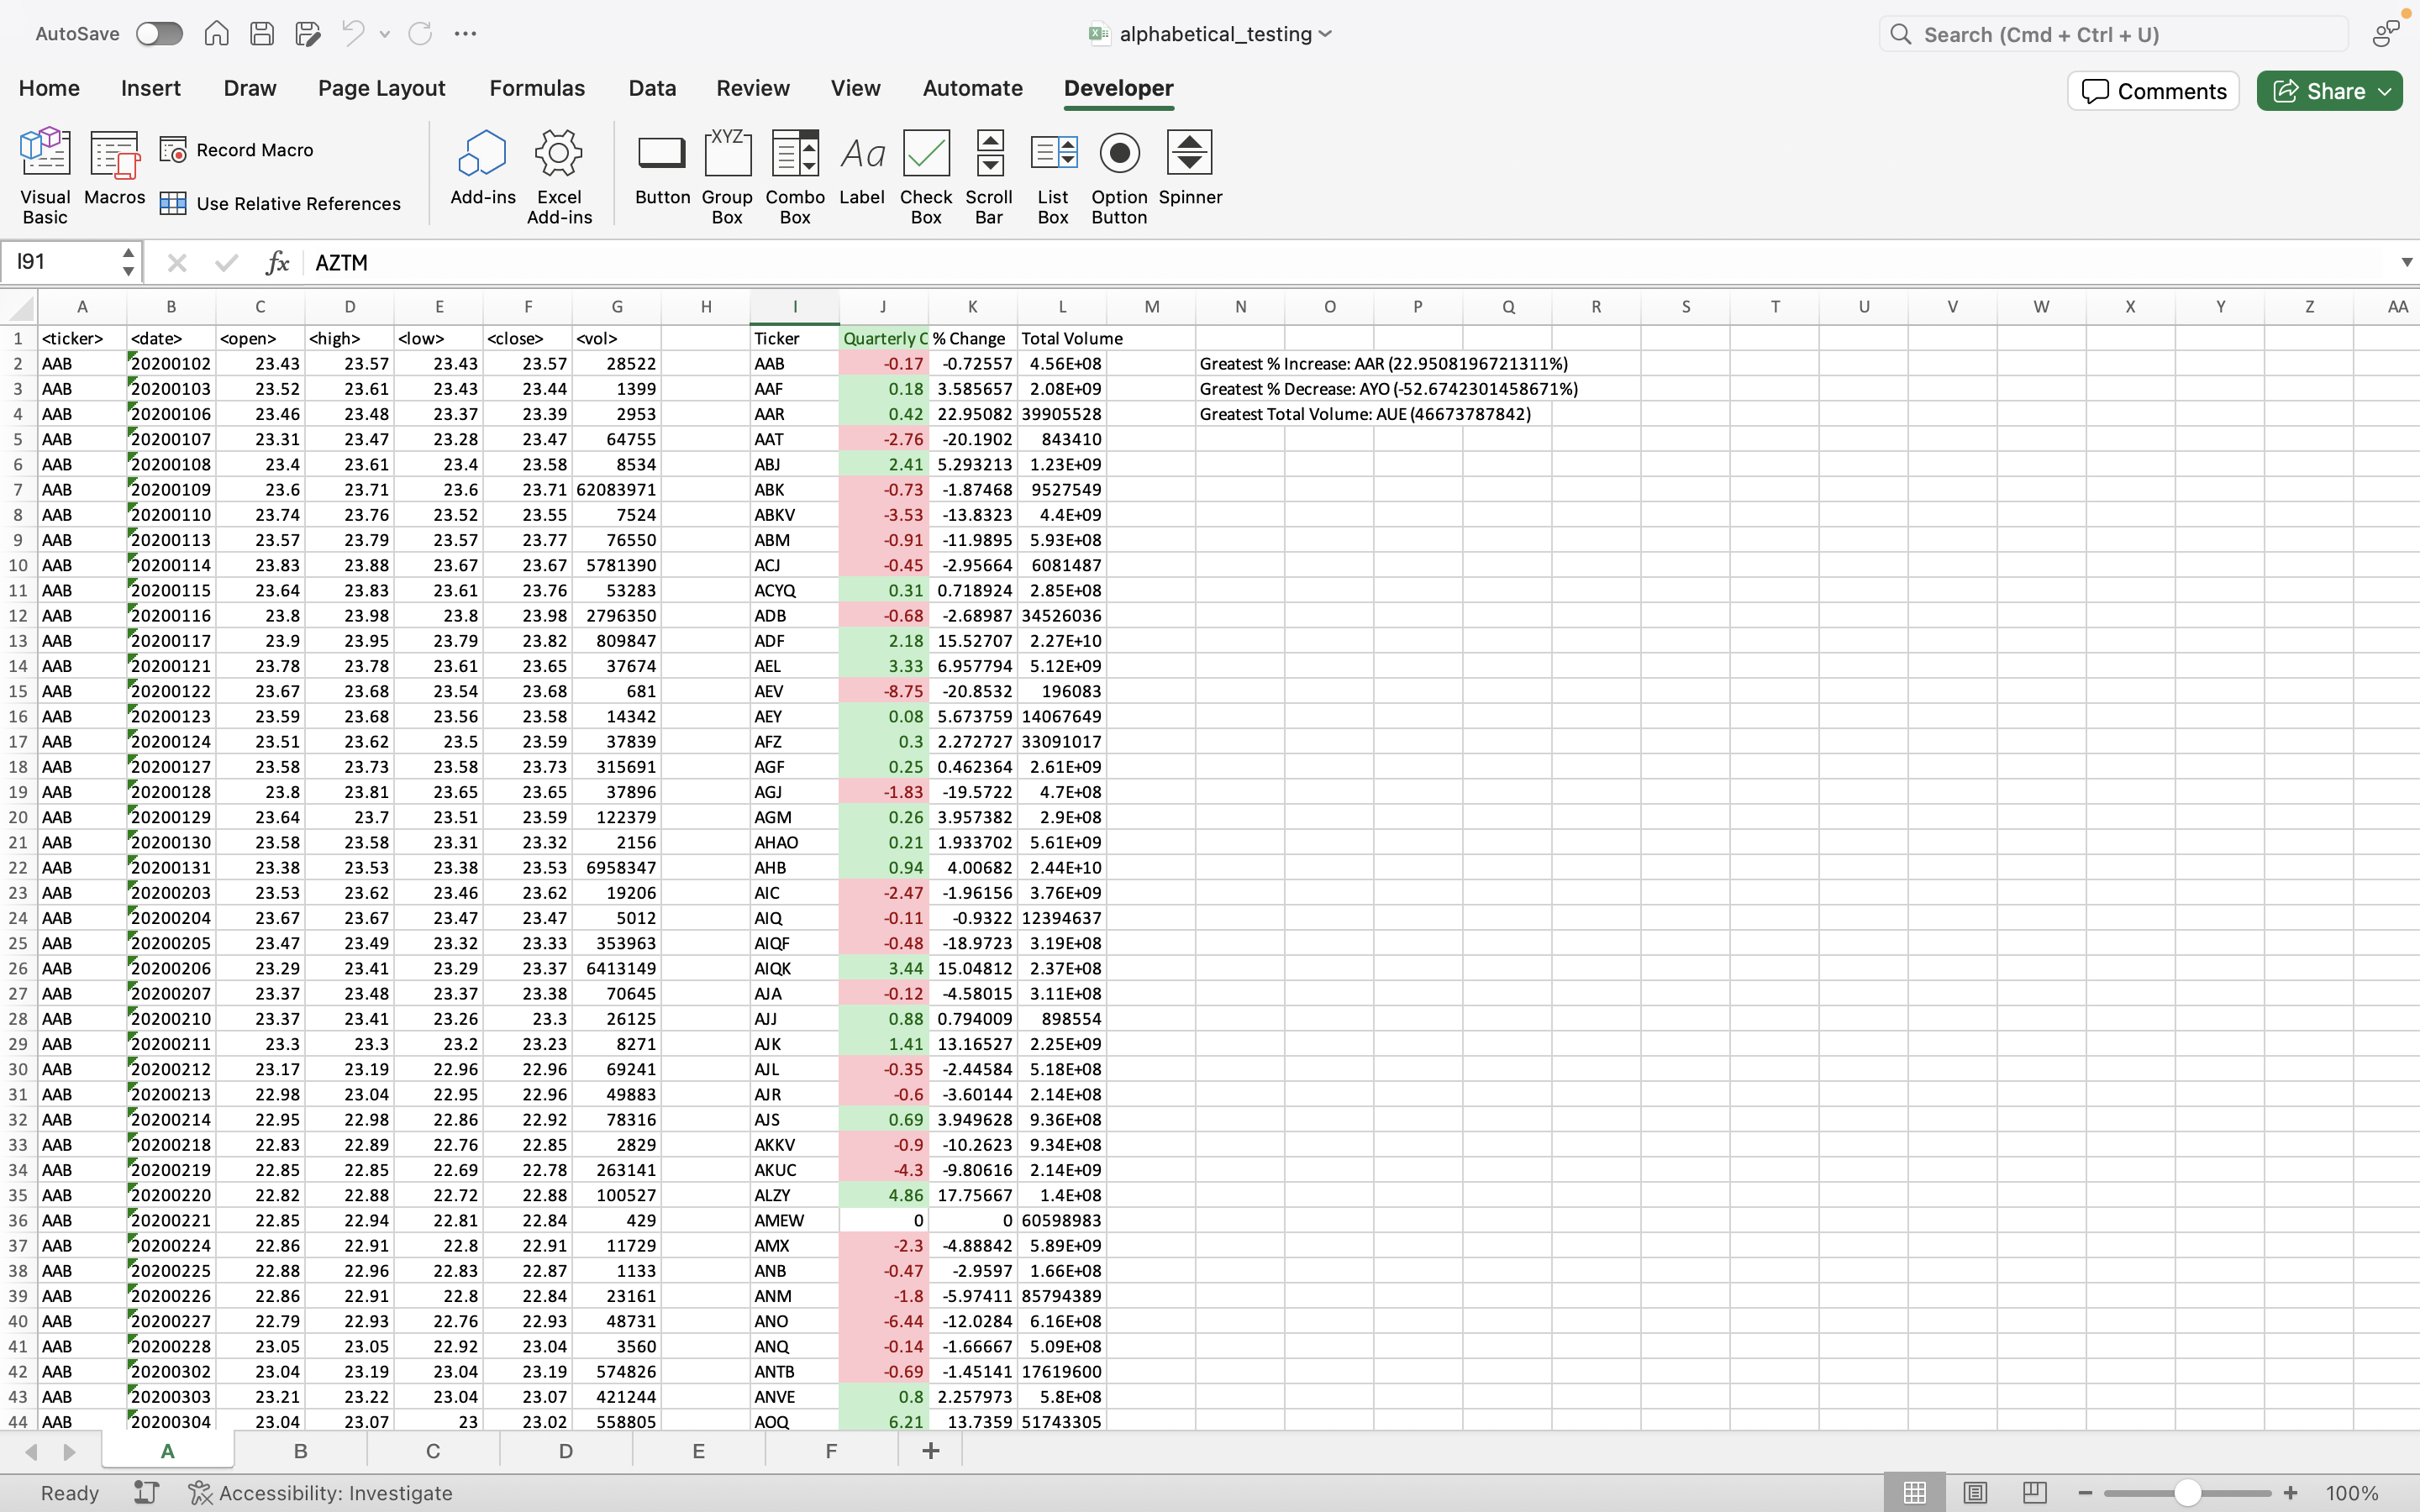 AutoSave
alphabetical_testing
Search (Cmd + Ctrl + U)
Home Insert Draw Page Layout Formulas Data Review View Automate Developer
Comments Share
Visual Basic
Macros
Record Macro
Use Relative References
Add-ins
Excel Add-ins
Button
XYZ
Group Box
Combo Box
Aa
Label
Check Box
Scroll Bar
List Box
Option Button
Spinner
I91 fx AZTM
A B C D E F G H I J K L M N O P Q R S T U V W X Y Z AA
1 <ticker> <date> <open> <high> <low> <close> <vol> Ticker Quarterly C % Change Total Volume
2 AAB 20200102 23.43 23.57 23.43 23.57 28522 AAB -0.17 -0.72557 4.56E+08 Greatest % Increase: AAR (22.9508196721311%)
3 AAB 20200103 23.52 23.61 23.43 23.44 1399 AAF 0.18 3.585657 2.08E+09 Greatest % Decrease: AYO (-52.6742301458671%)
4 AAB 20200106 23.46 23.48 23.37 23.39 2953 AAR 0.42 22.95082 39905528 Greatest Total Volume: AUE (46673787842)
5 AAB 20200107 23.31 23.47 23.28 23.47 64755 AAT -2.76 -20.1902 843410
6 AAB 20200108 23.4 23.61 23.4 23.58 8534 ABJ 2.41 5.293213 1.23E+09
7 AAB 20200109 23.6 23.71 23.6 23.71 62083971 ABK -0.73 -1.87468 9527549
8 AAB 20200110 23.74 23.76 23.52 23.55 7524 ABKV -3.53 -13.8323 4.4E+09
9 AAB 20200113 23.57 23.79 23.57 23.77 76550 ABM -0.91 -11.9895 5.93E+08
10 AAB 20200114 23.83 23.88 23.67 23.67 5781390 ACJ -0.45 -2.95664 6081487
11 AAB 20200115 23.64 23.83 23.61 23.76 53283 ACYQ 0.31 0.718924 2.85E+08
12 AAB 20200116 23.8 23.98 23.8 23.98 2796350 ADB -0.68 -2.68987 34526036
13 AAB 20200117 23.9 23.95 23.79 23.82 809847 ADF 2.18 15.52707 2.27E+10
14 AAB 20200121 23.78 23.78 23.61 23.65 37674 AEL 3.33 6.957794 5.12E+09
15 AAB 20200122 23.67 23.68 23.54 23.68 681 AEV -8.75 -20.8532 196083
16 AAB 20200123 23.59 23.68 23.56 23.58 14342 AEY 0.08 5.673759 14067649
17 AAB 20200124 23.51 23.62 23.5 23.59 37839 AFZ 0.3 2.272727 33091017
18 AAB 20200127 23.58 23.73 23.58 23.73 315691 AGF 0.25 0.462364 2.61E+09
19 AAB 20200128 23.8 23.81 23.65 23.65 37896 AGJ -1.83 -19.5722 4.7E+08
20 AAB 20200129 23.64 23.7 23.51 23.59 122379 AGM 0.26 3.957382 2.9E+08
21 AAB 20200130 23.58 23.58 23.31 23.32 2156 AHAO 0.21 1.933702 5.61E+09
22 AAB 20200131 23.38 23.53 23.38 23.53 6958347 AHB 0.94 4.00682 2.44E+10
23 AAB 20200203 23.53 23.62 23.46 23.62 19206 AIC -2.47 -1.96156 3.76E+09
24 AAB 20200204 23.67 23.67 23.47 23.47 5012 AIQ -0.11 -0.9322 12394637
25 AAB 20200205 23.47 23.49 23.32 23.33 353963 AIQF -0.48 -18.9723 3.19E+08
26 AAB 20200206 23.29 23.41 23.29 23.37 6413149 AIQK 3.44 15.04812 2.37E+08
27 AAB 20200207 23.37 23.48 23.37 23.38 70645 AJA -0.12 -4.58015 3.11E+08
28 AAB 20200210 23.37 23.41 23.26 23.3 26125 AJJ 0.88 0.794009 898554
29 AAB 20200211 23.3 23.3 23.2 23.23 8271 AJK 1.41 13.16527 2.25E+09
30 AAB 20200212 23.17 23.19 22.96 22.96 69241 AJL -0.35 -2.44584 5.18E+08
31 AAB 20200213 22.98 23.04 22.95 22.96 49883 AJR -0.6 -3.60144 2.14E+08
32 AAB 20200214 22.95 22.98 22.86 22.92 78316 AJS 0.69 3.949628 9.36E+08
33 AAB 20200218 22.83 22.89 22.76 22.85 2829 AKKV -0.9 -10.2623 9.34E+08
34 AAB 20200219 22.85 22.85 22.69 22.78 263141 AKUC -4.3 -9.80616 2.14E+09
35 AAB 20200220 22.82 22.88 22.72 22.88 100527 ALZY 4.86 17.75667 1.4E+08
36 AAB 20200221 22.85 22.94 22.81 22.84 429 AMEW 0 0 60598983
37 AAB 20200224 22.86 22.91 22.8 22.91 11729 AMX -2.3 -4.88842 5.89E+09
38 AAB 20200225 22.88 22.96 22.83 22.87 1133 ANB -0.47 -2.9597 1.66E+08
39 AAB 20200226 22.86 22.91 22.8 22.84 23161 ANM -1.8 -5.97411 85794389
40 AAB 20200227 22.79 22.93 22.76 22.93 48731 ANO -6.44 -12.0284 6.16E+08
41 AAB 20200228 23.05 23.05 22.92 23.04 3560 ANQ -0.14 -1.66667 5.09E+08
42 AAB 20200302 23.04 23.19 23.04 23.19 574826 ANTB -0.69 -1.45141 17619600
43 AAB 20200303 23.21 23.22 23.04 23.07 421244 ANVE 0.8 2.257973 5.8E+08
44 AAB 20200304 23.04 23.07 23 23.02 558805 AOQ 6.21 13.7359 51743305
A B C D E F +
Ready Accessibility: Investigate 100%